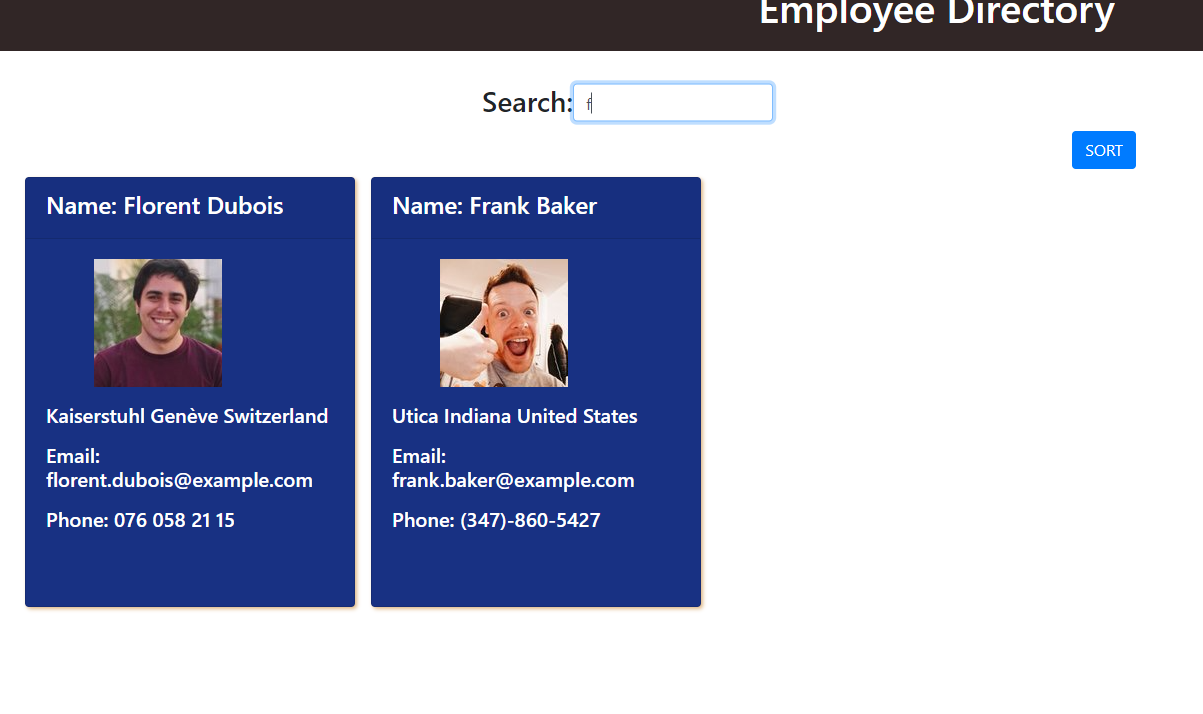 Employee Directory
Search: f
SORT
Name: Florent Dubois
Kaiserstuhl Genève Switzerland
Email:
florent.dubois@example.com
Phone: 076 058 21 15
Name: Frank Baker
Utica Indiana United States
Email:
frank.baker@example.com
Phone: (347)-860-5427